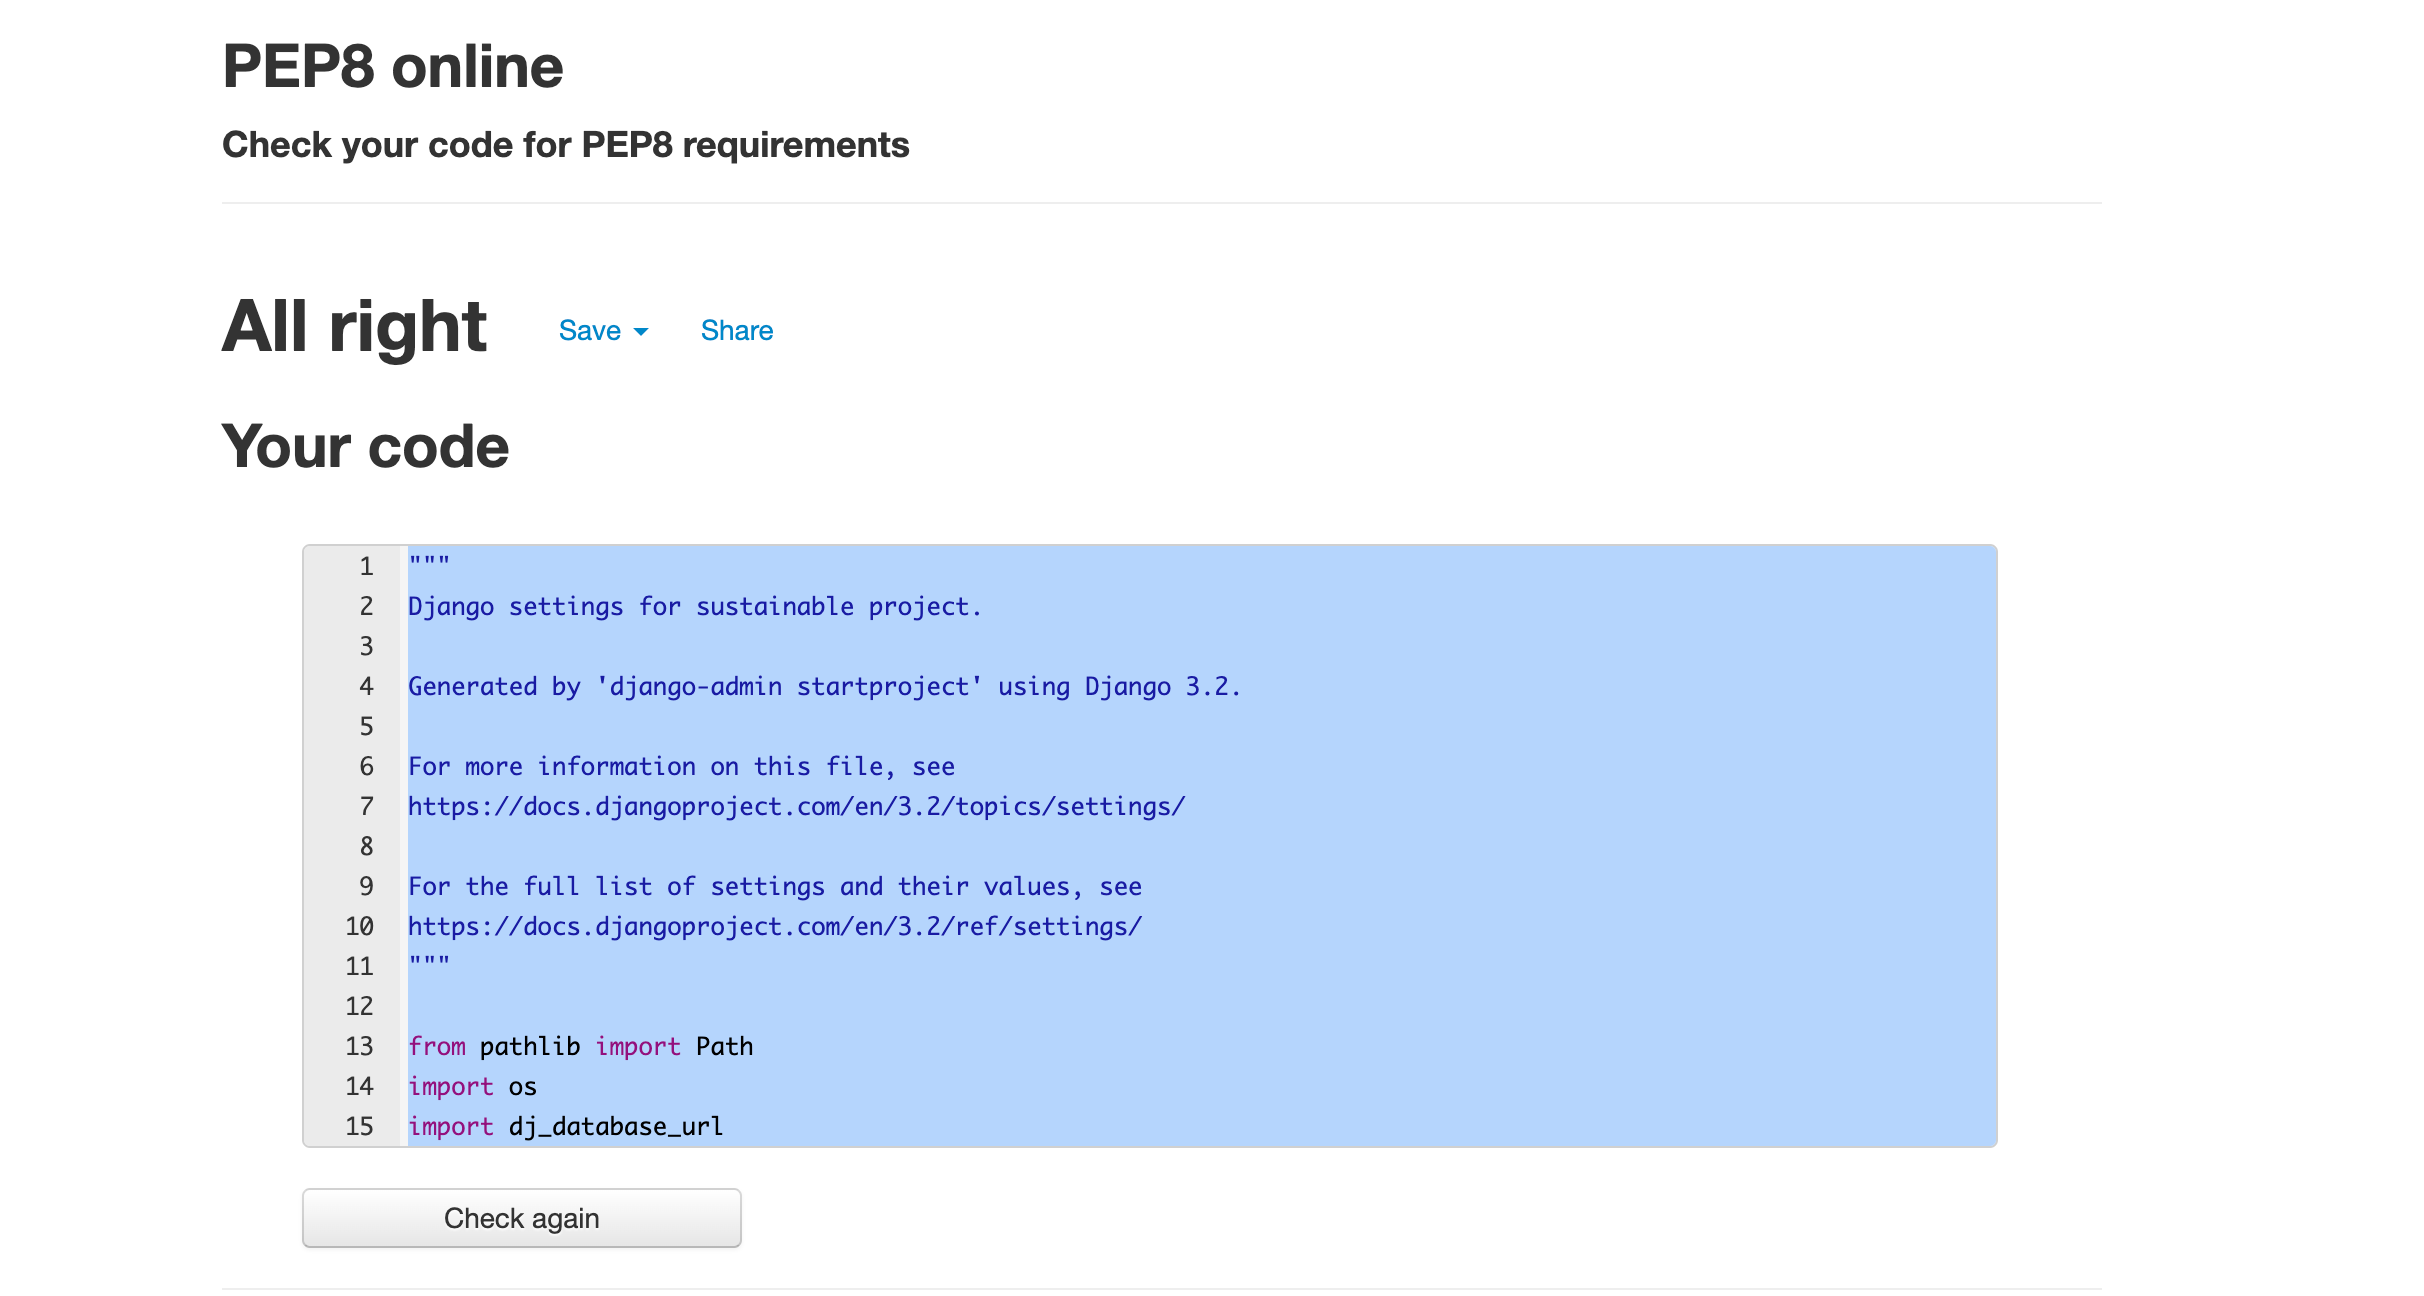 PEP8 online
Check your code for PEP8 requirements
All right Save Share
Your code
1 """
2 Django settings for sustainable project.
3
4 Generated by 'django-admin startproject' using Django 3.2.
5
6 For more information on this file, see
7 https://docs.djangoproject.com/en/3.2/topics/settings/
8
9 For the full list of settings and their values, see
10 https://docs.djangoproject.com/en/3.2/ref/settings/
11 """
12
13 from pathlib import Path
14 import os
15 import dj_database_url
Check again